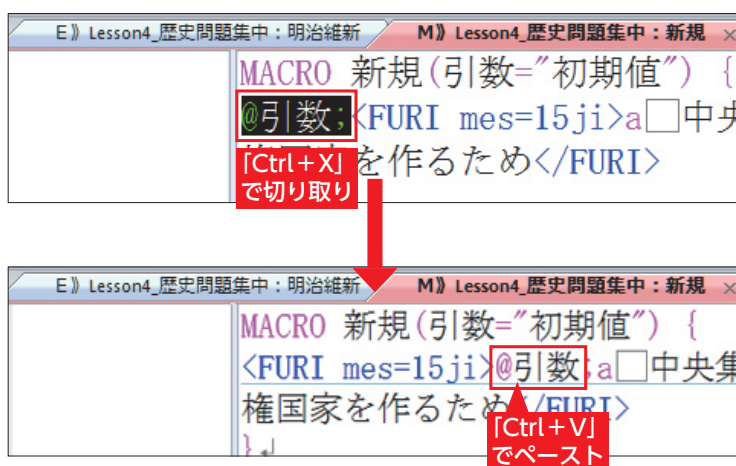 E》 Lesson4_歴史問題集中：明治維新 M》 Lesson4_歴史問題集中：新規 ×
MACRO 新規(引数="初期値") {
@引数;<FURI mes=15ji>a□中央
を作るため</FURI>
「Ctrl＋X」
で切り取り
E》 Lesson4_歴史問題集中：明治維新 M》 Lesson4_歴史問題集中：新規 ×
MACRO 新規(引数="初期値") {
<FURI mes=15ji>@引数;a□中央集
権国家を作るため</FURI>
}↲
「Ctrl＋V」
でペースト